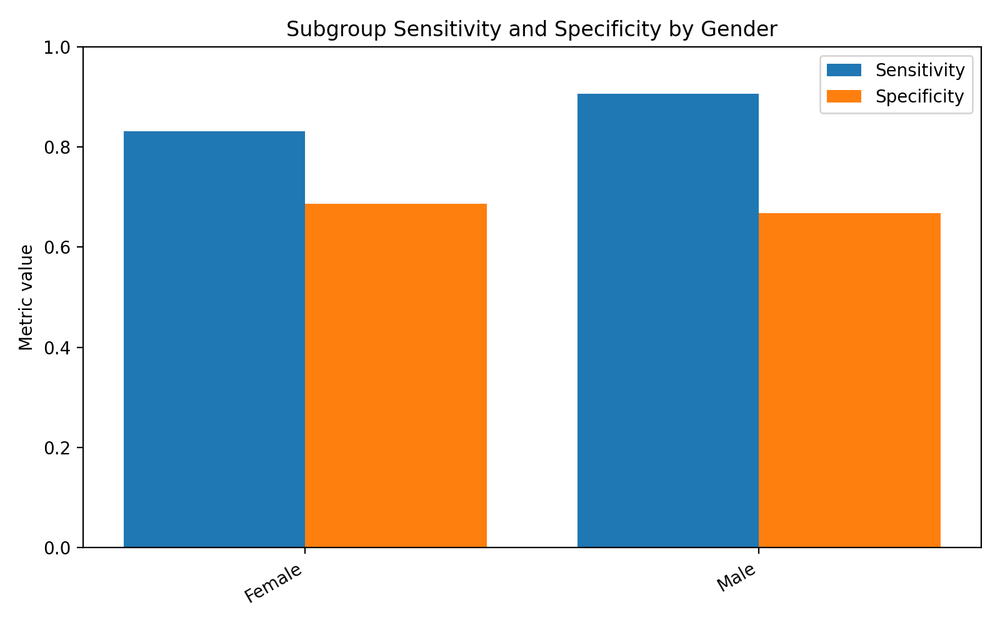 Subgroup Sensitivity and Specificity by Gender
1.0
0.8
0.6
0.4
0.2
0.0
Metric value
Sensitivity
Specificity
Female
Male